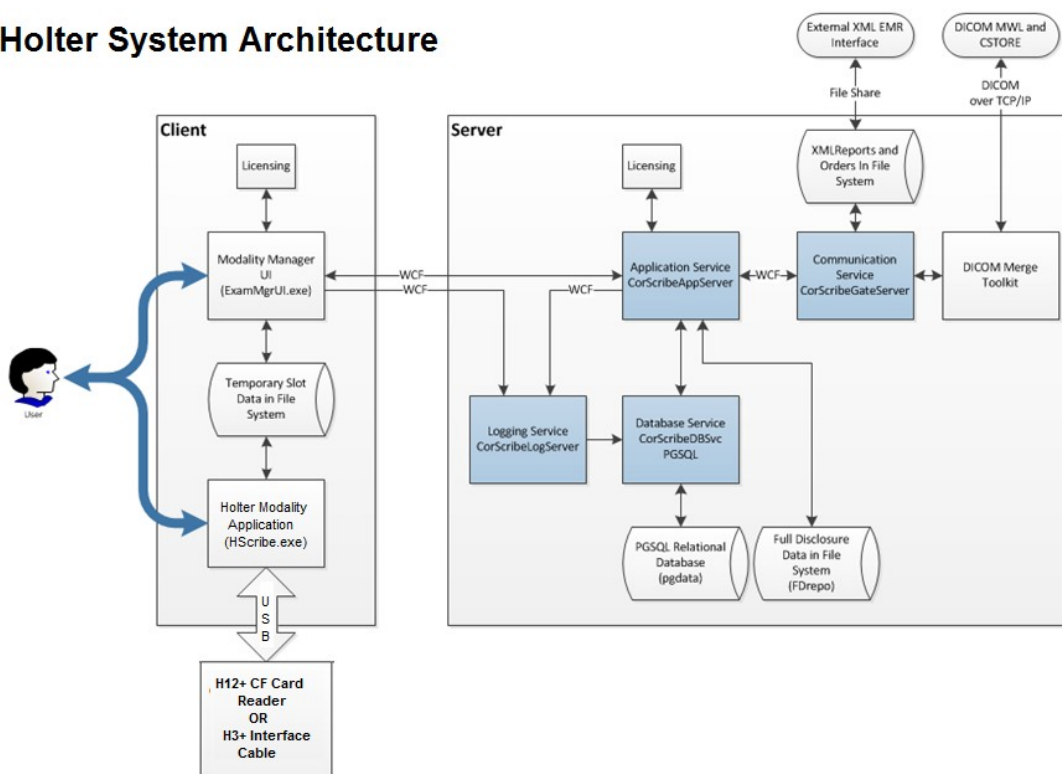 Holter System Architecture
External XML EMR
Interface
DICOM MWL and
CSTORE
File Share
DICOM
over TCP/IP
Client
Server
Licensing
Licensing
XMLReports and
Orders In File
System
Modality Manager
UI
(ExamMgrUI.exe)
WCF
WCF
WCF
Application Service
CorScribeAppServer
WCF
Communication
Service
CorScribeGateServer
DICOM Merge
Toolkit
User
Temporary Slot
Data in File
System
Logging Service
CorScribeLogServer
Database Service
CorScribeDBSvc
PGSQL
Holter Modality
Application
(HScribe.exe)
PGSQL Relational
Database
(pgdata)
Full Disclosure
Data in File
System
(FDrepo)
U
S
B
H12+ CF Card
Reader
OR
H3+ Interface
Cable